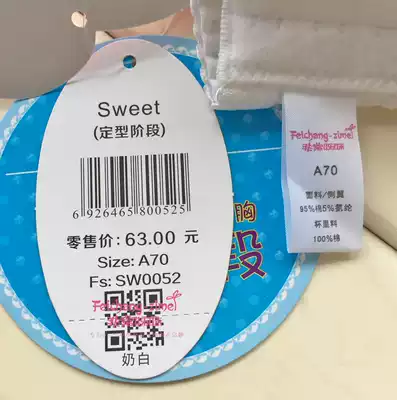 Sweet
(定型阶段)
6 926465 800525
零售价: 63.00 元
Size: A70
Fs: SW0052
Feichang-zimei
奶白
胸
段
Feichang-zimei
A70
面料/侧翼
95%棉5%氨纶
杯里料
100%棉